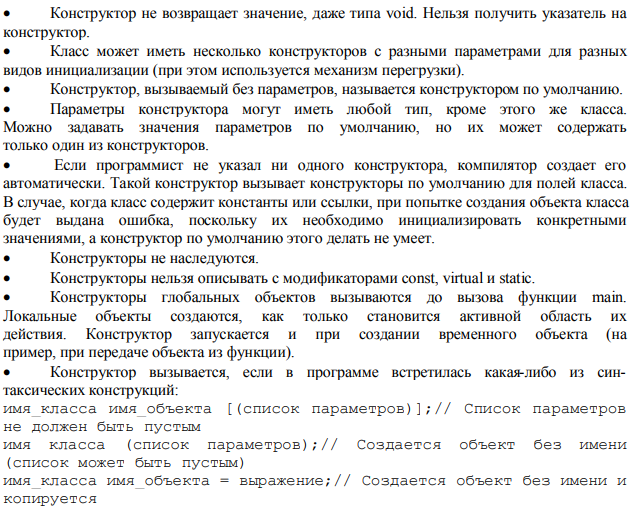 • Конструктор не возвращает значение, даже типа void. Нельзя получить указатель на
конструктор.
• Класс может иметь несколько конструкторов с разными параметрами для разных
видов инициализации (при этом используется механизм перегрузки).
• Конструктор, вызываемый без параметров, называется конструктором по умолчанию.
• Параметры конструктора могут иметь любой тип, кроме этого же класса.
Можно задавать значения параметров по умолчанию, но их может содержать
только один из конструкторов.
• Если программист не указал ни одного конструктора, компилятор создает его
автоматически. Такой конструктор вызывает конструкторы по умолчанию для полей класса.
В случае, когда класс содержит константы или ссылки, при попытке создания объекта класса
будет выдана ошибка, поскольку их необходимо инициализировать конкретными
значениями, а конструктор по умолчанию этого делать не умеет.
• Конструкторы не наследуются.
• Конструкторы нельзя описывать с модификаторами const, virtual и static.
• Конструкторы глобальных объектов вызываются до вызова функции main.
Локальные объекты создаются, как только становится активной область их
действия. Конструктор запускается и при создании временного объекта (на
пример, при передаче объекта из функции).
• Конструктор вызывается, если в программе встретилась какая-либо из син-
таксических конструкций:
имя_класса имя_объекта [(список параметров)];// Список параметров
не должен быть пустым
имя класса (список параметров);// Создается объект без имени
(список может быть пустым)
имя_класса имя_объекта = выражение;// Создается объект без имени и
копируется